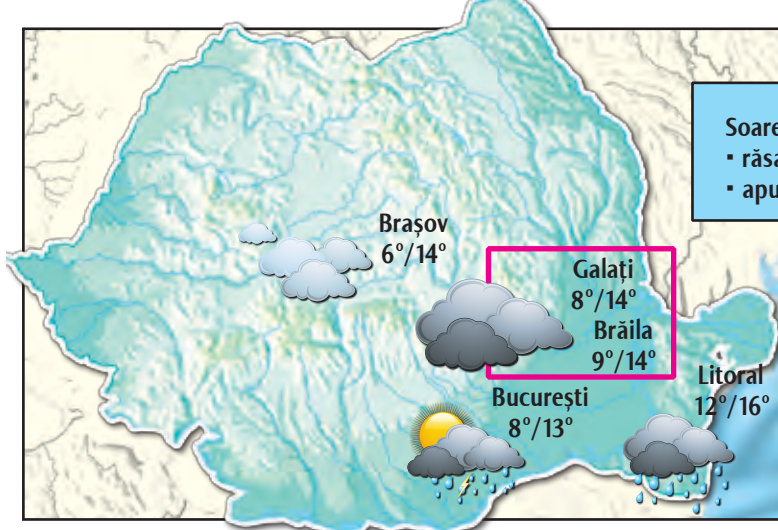 Soare
▪ răsa
▪ apu
Brașov
6°/14°
Galați
8°/14°
Brăila
9°/14°
Litoral
12°/16°
București
8°/13°